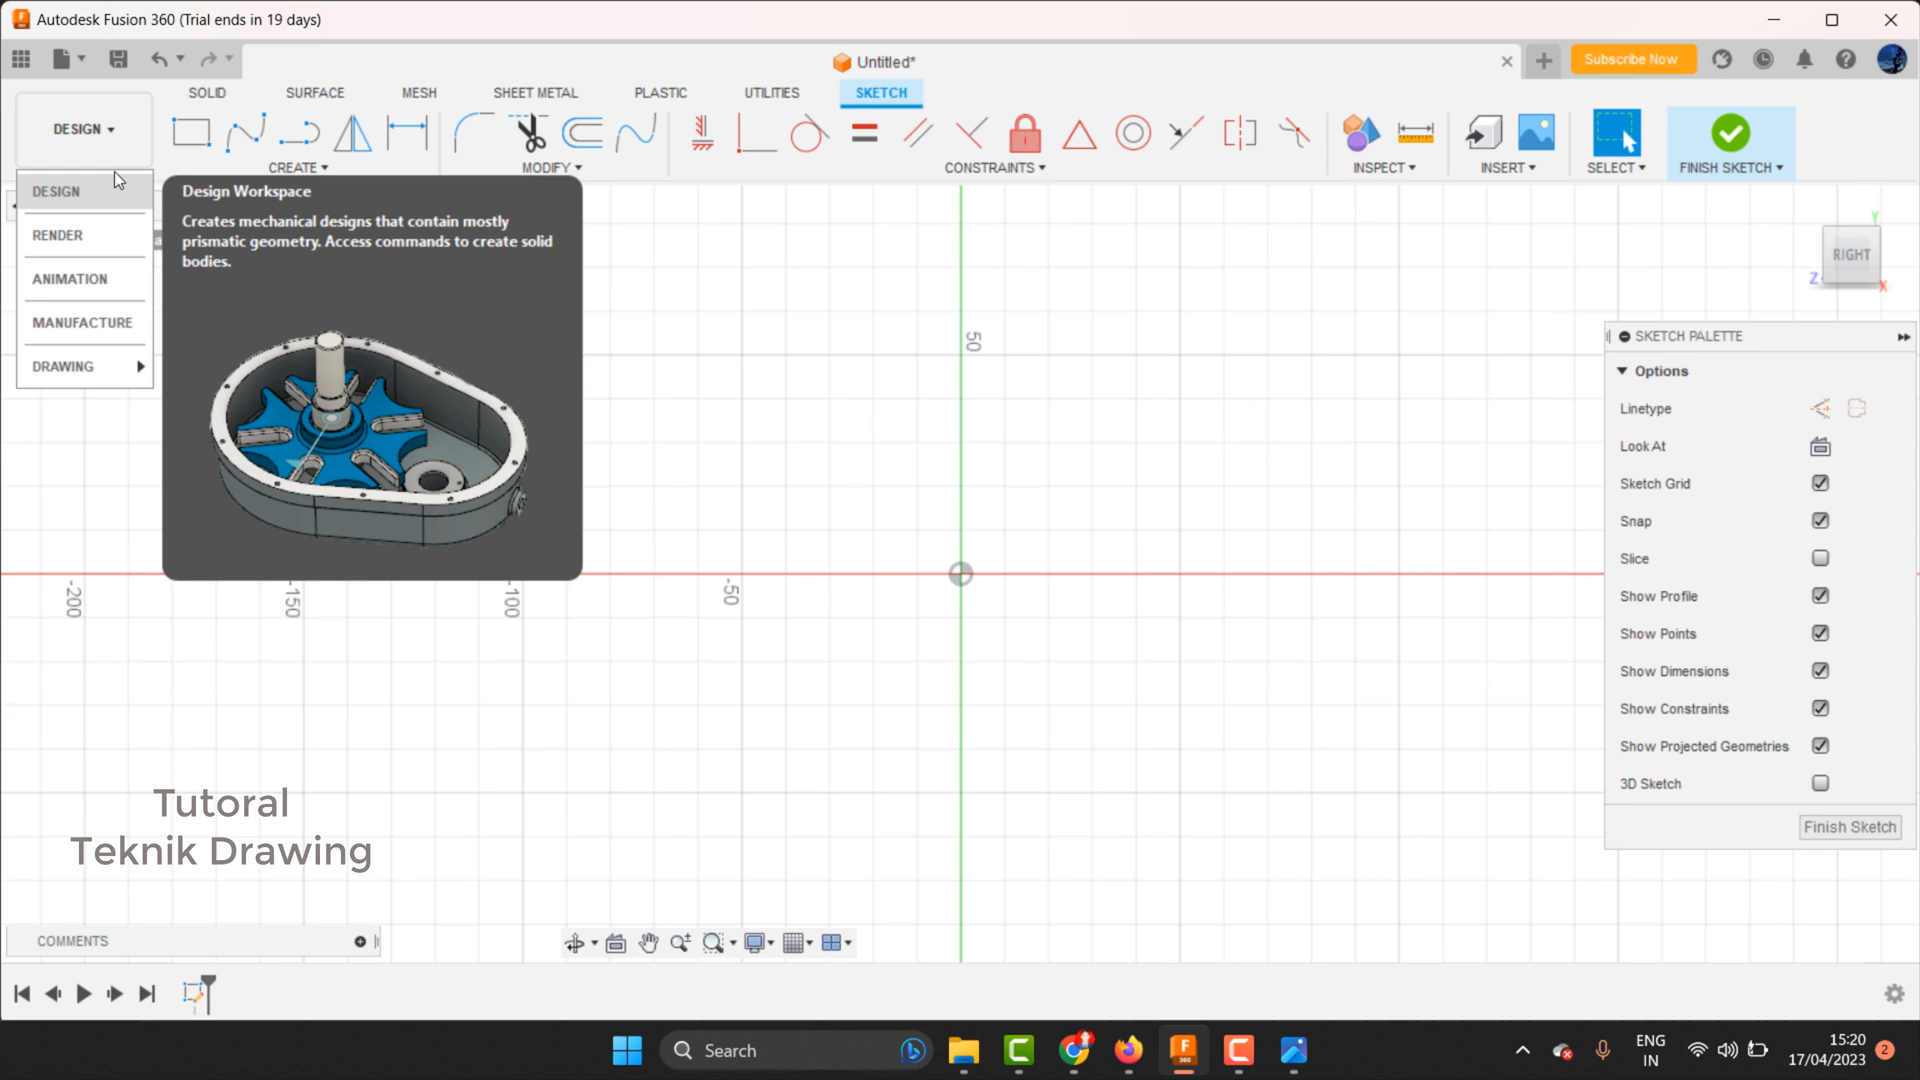 Autodesk Fusion 360 (Trial ends in 19 days)
Untitled*
Subscribe Now
SOLID SURFACE MESH SHEET METAL PLASTIC UTILITIES SKETCH
DESIGN
CREATE MODIFY CONSTRAINTS INSPECT INSERT SELECT FINISH SKETCH
DESIGN
RENDER
ANIMATION
MANUFACTURE
DRAWING
Design Workspace
Creates mechanical designs that contain mostly
prismatic geometry. Access commands to create solid
bodies.
Y
RIGHT
Z
X
50
-200
-150
-100
-50
SKETCH PALETTE
Options
Linetype
Look At
Sketch Grid
Snap
Slice
Show Profile
Show Points
Show Dimensions
Show Constraints
Show Projected Geometries
3D Sketch
Finish Sketch
Tutoral
Teknik Drawing
COMMENTS
Search
F
360
ENG
IN
15:20
17/04/2023
2